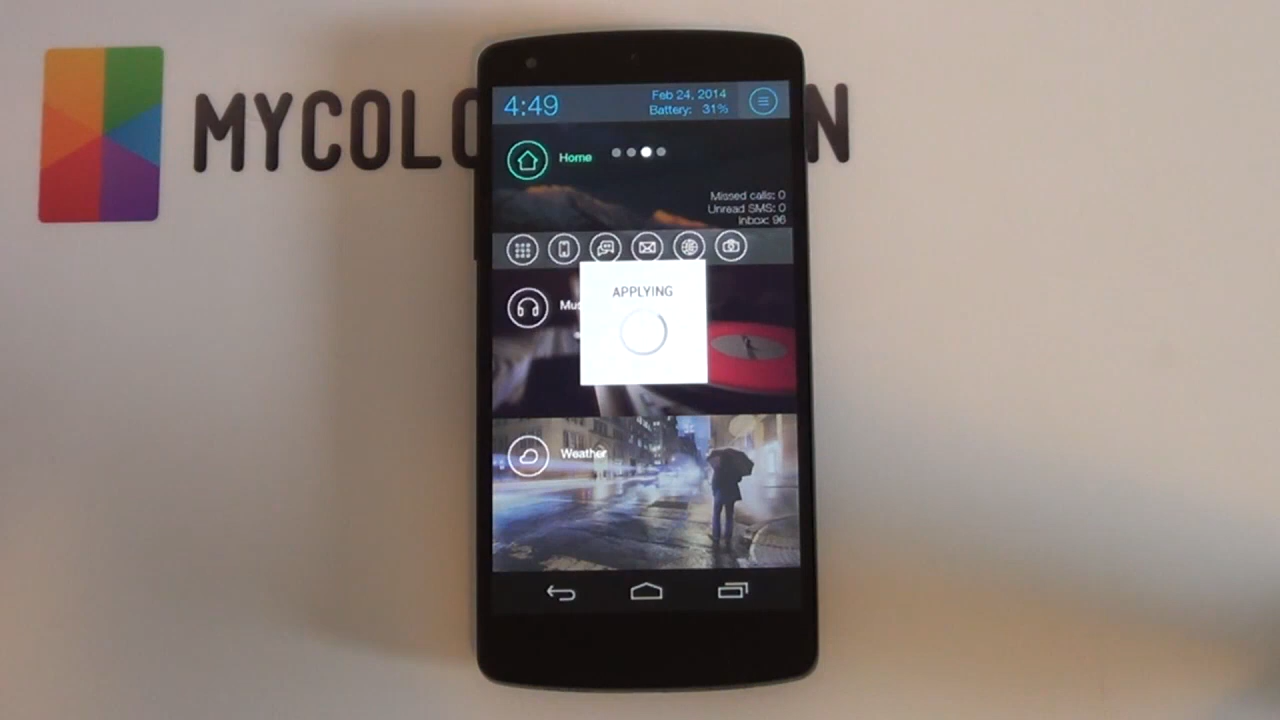 MYCOLO
N
4:49
Feb 24, 2014
Battery: 31%
Home
Missed calls: 0
Unread SMS: 0
Inbox: 96
APPLYING
Mus
Weather